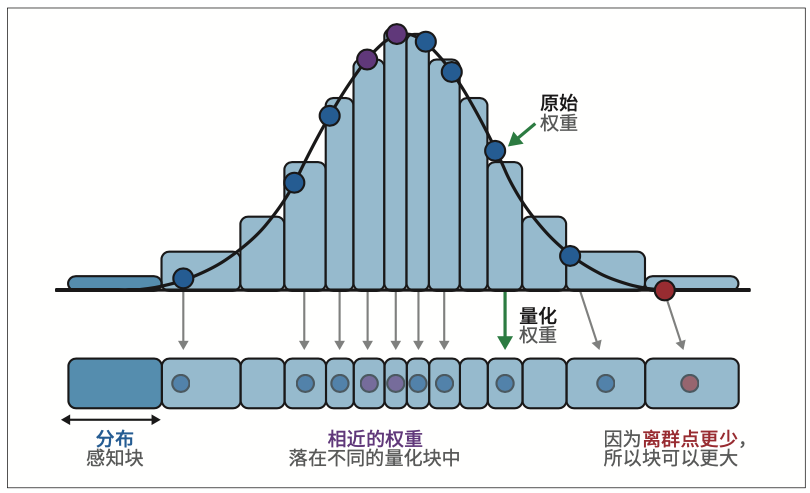 原始
权重
量化
权重
分布
感知块
相近的权重
落在不同的量化块中
因为离群点更少，
所以块可以更大